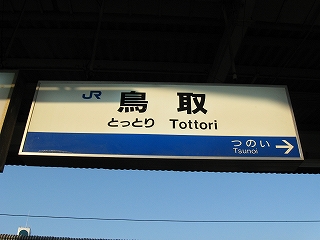 JR 鳥取
とっとり Tottori
つのい →
Tsunoi